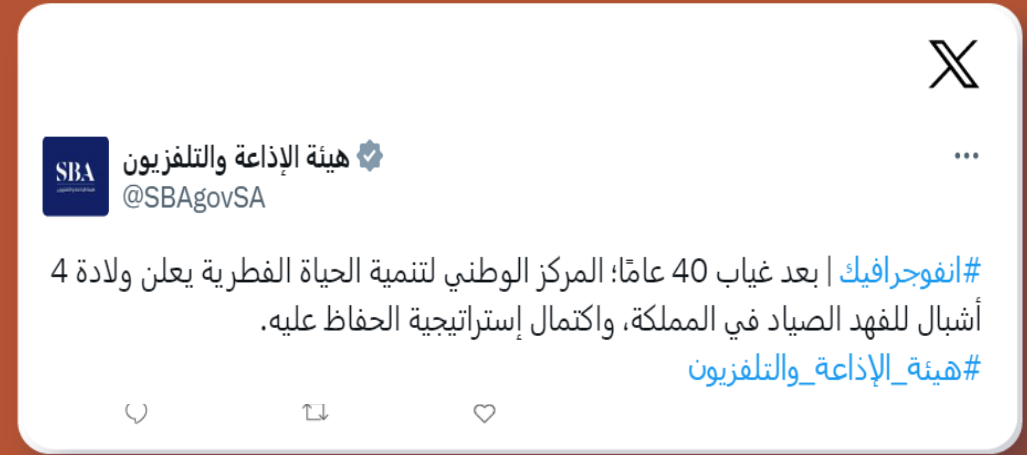 هيئة الإذاعة والتلفزيون
@SBAgovSA
SBA
#انفوجرافيك | بعد غياب 40 عامًا؛ المركز الوطني لتنمية الحياة الفطرية يعلن ولادة 4
أشبال للفهد الصياد في المملكة، واكتمال إستراتيجية الحفاظ عليه.
#هيئة_الإذاعة_والتلفزيون